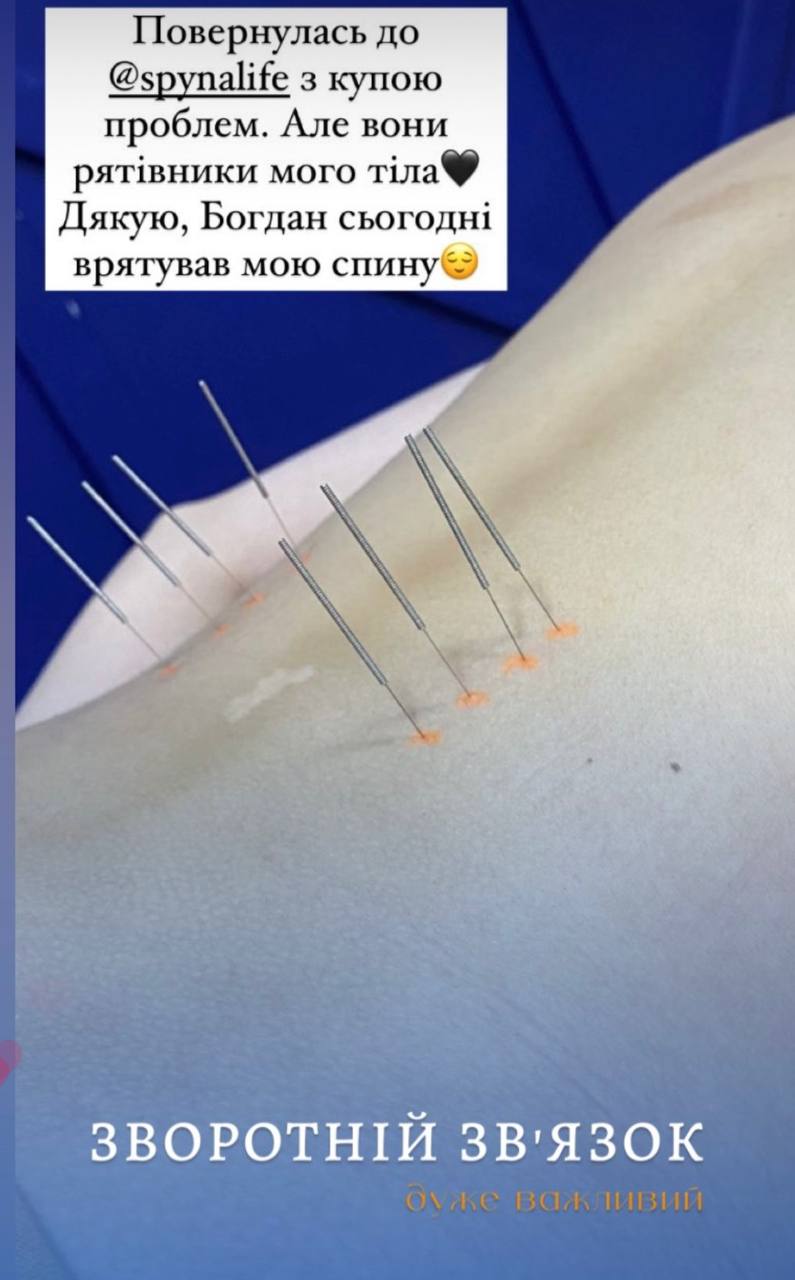 Повернулась до
@spynalife з купою
проблем. Але вони
рятівники мого тіла🖤
Дякую, Богдан сьогодні
врятував мою спину😌
ЗВОРОТНІЙ ЗВ'ЯЗОК
дуже важливий